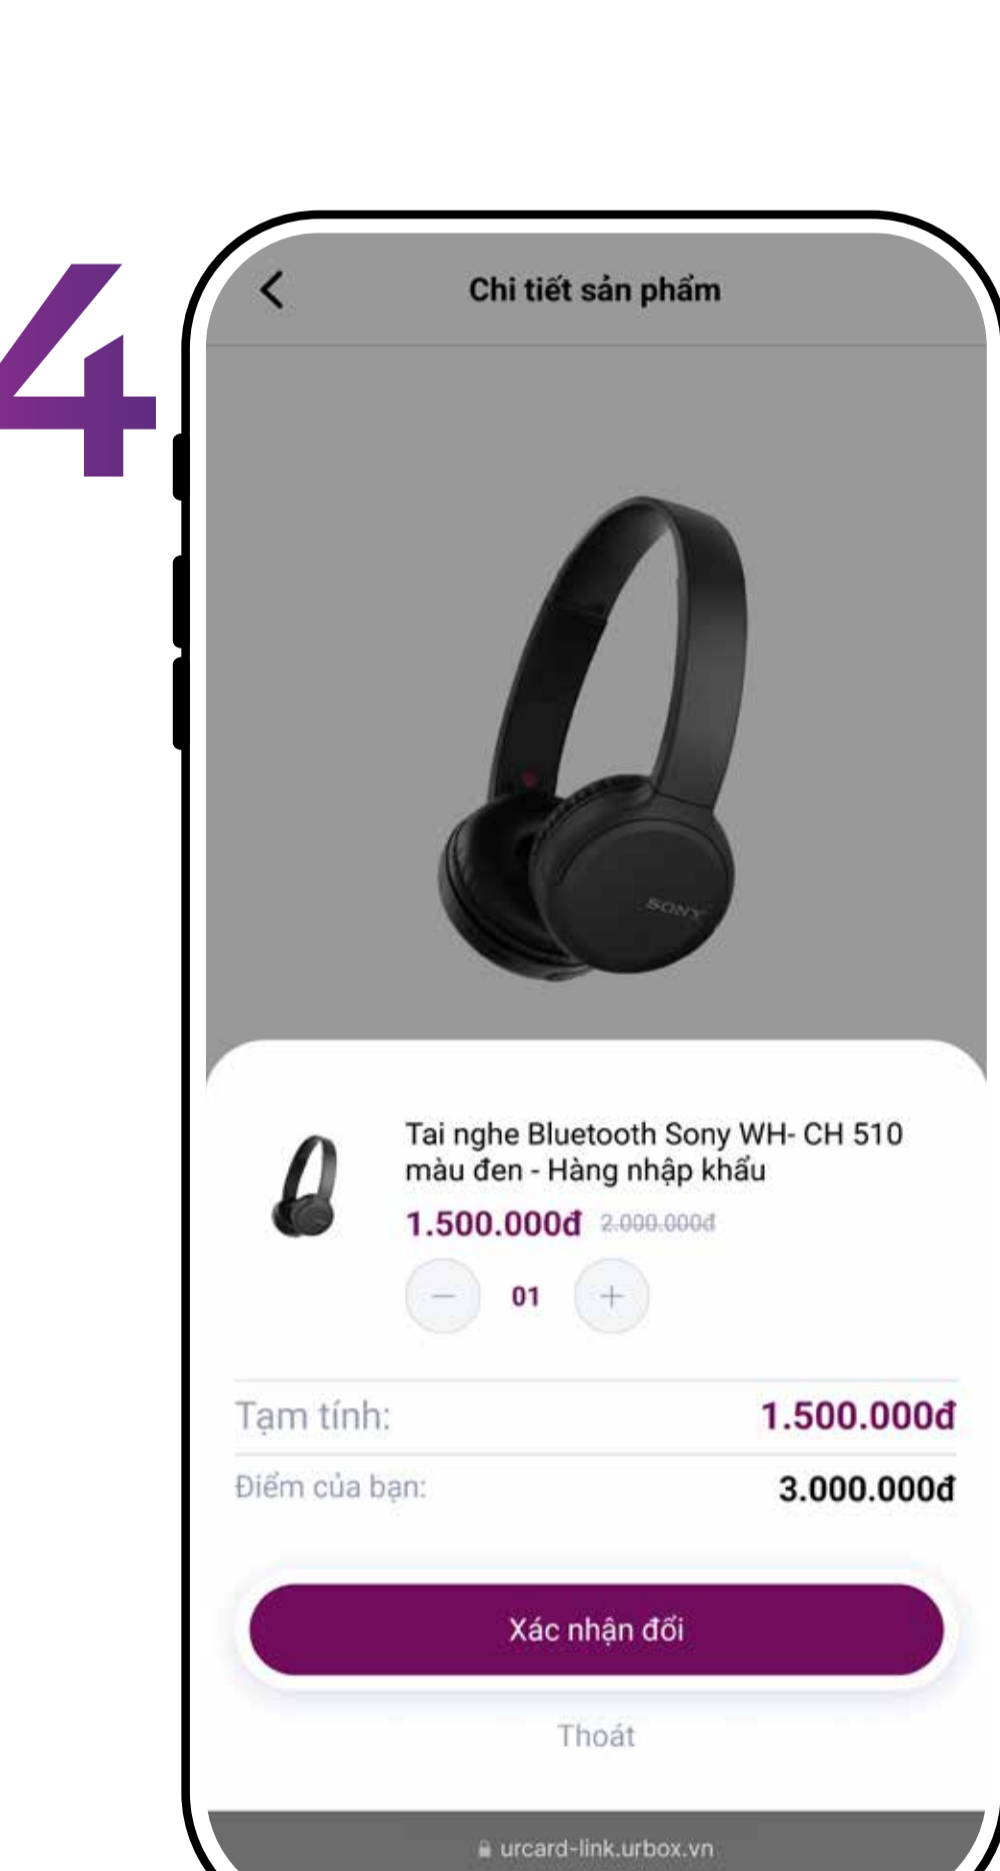 4
Chi tiết sản phẩm
SONY
Tai nghe Bluetooth Sony WH- CH 510
màu đen - Hàng nhập khẩu
1.500.000đ 2.000.000đ
− 01 +
Tạm tính: 1.500.000đ
Điểm của bạn: 3.000.000đ
Xác nhận đổi
Thoát
urcard-link.urbox.vn